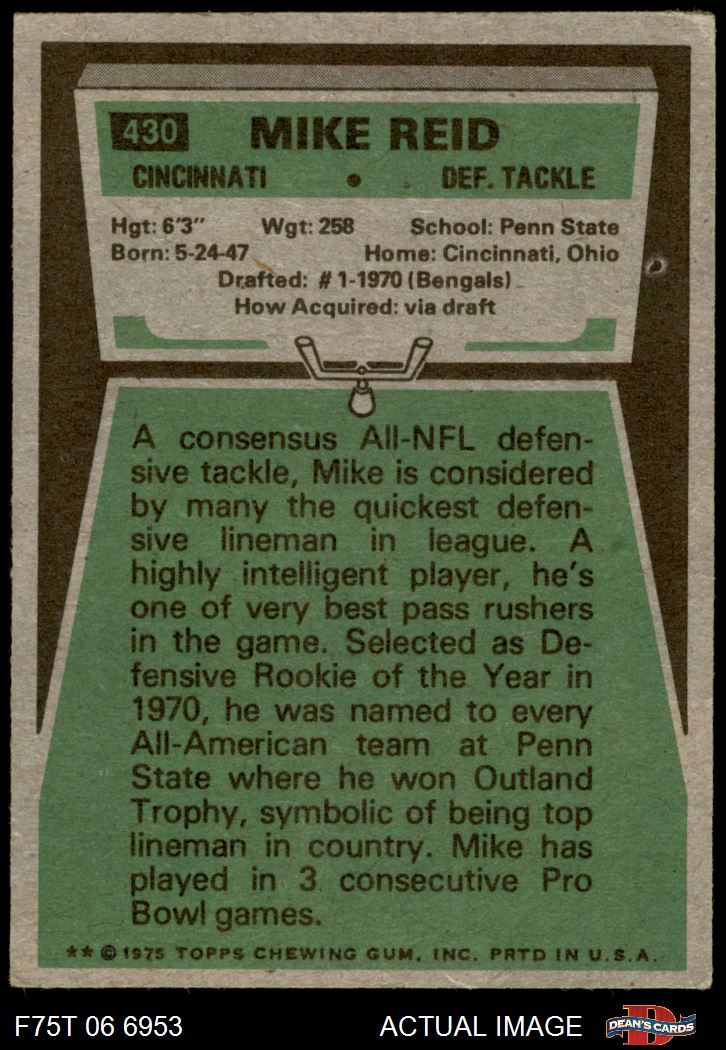 430 MIKE REID
CINCINNATI • DEF. TACKLE
Hgt: 6'3" Wgt: 258 School: Penn State
Born: 5-24-47 Home: Cincinnati, Ohio
Drafted: #1-1970 (Bengals)
How Acquired: via draft
A consensus All-NFL defen-
sive tackle, Mike is considered
by many the quickest defen-
sive lineman in league. A
highly intelligent player, he's
one of very best pass rushers
in the game. Selected as De-
fensive Rookie of the Year in
1970, he was named to every
All-American team at Penn
State where he won Outland
Trophy, symbolic of being top
lineman in country. Mike has
played in 3 consecutive Pro
Bowl games.
** © 1975 TOPPS CHEWING GUM, INC. PRTD IN U.S.A.
F75T 06 6953 ACTUAL IMAGE DEAN'S CARDS